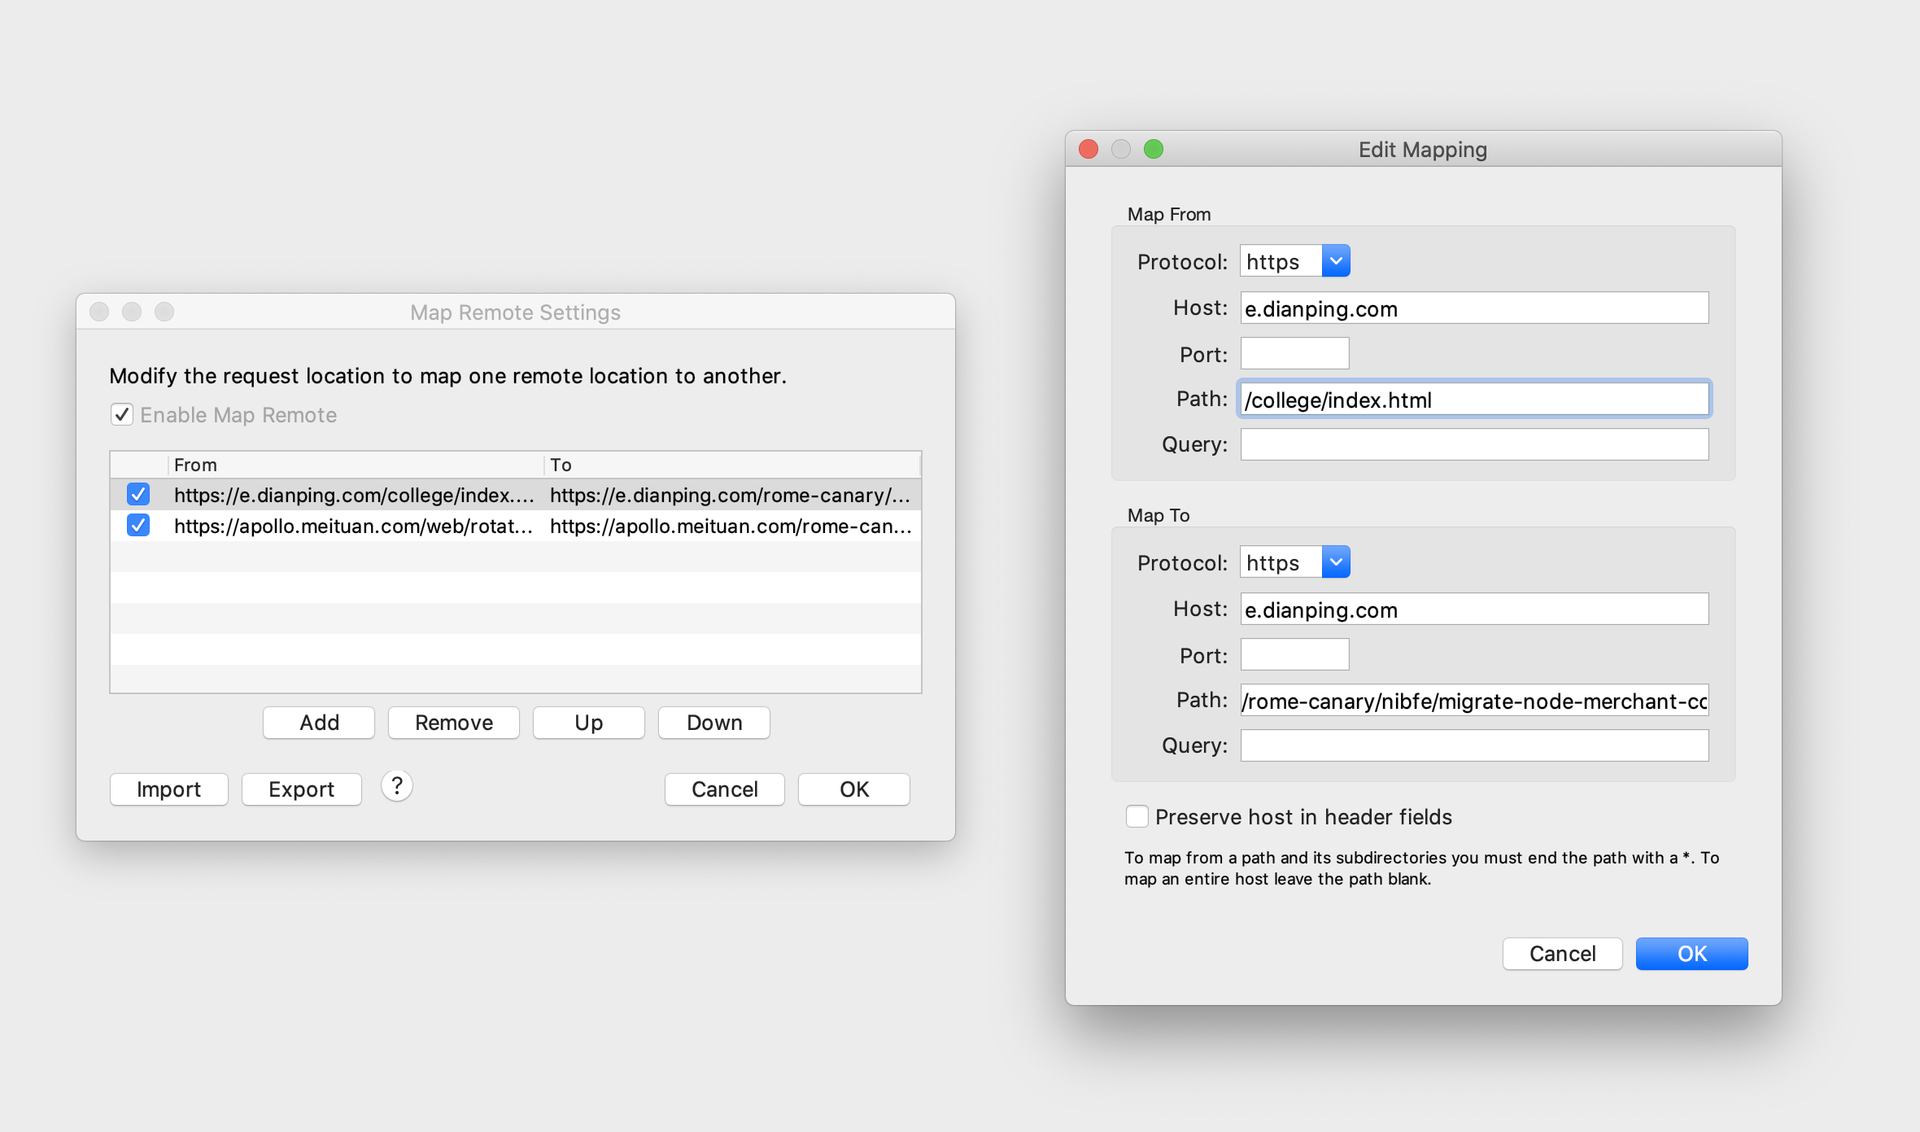 Map Remote Settings
Modify the request location to map one remote location to another.
Enable Map Remote
From To
https://e.dianping.com/college/index.... https://e.dianping.com/rome-canary/...
https://apollo.meituan.com/web/rotat... https://apollo.meituan.com/rome-can...
Add Remove Up Down
Import Export ? Cancel OK
Edit Mapping
Map From
Protocol: https
Host: e.dianping.com
Port:
Path: /college/index.html
Query:
Map To
Protocol: https
Host: e.dianping.com
Port:
Path: /rome-canary/nibfe/migrate-node-merchant-cc
Query:
Preserve host in header fields
To map from a path and its subdirectories you must end the path with a *. To
map an entire host leave the path blank.
Cancel OK